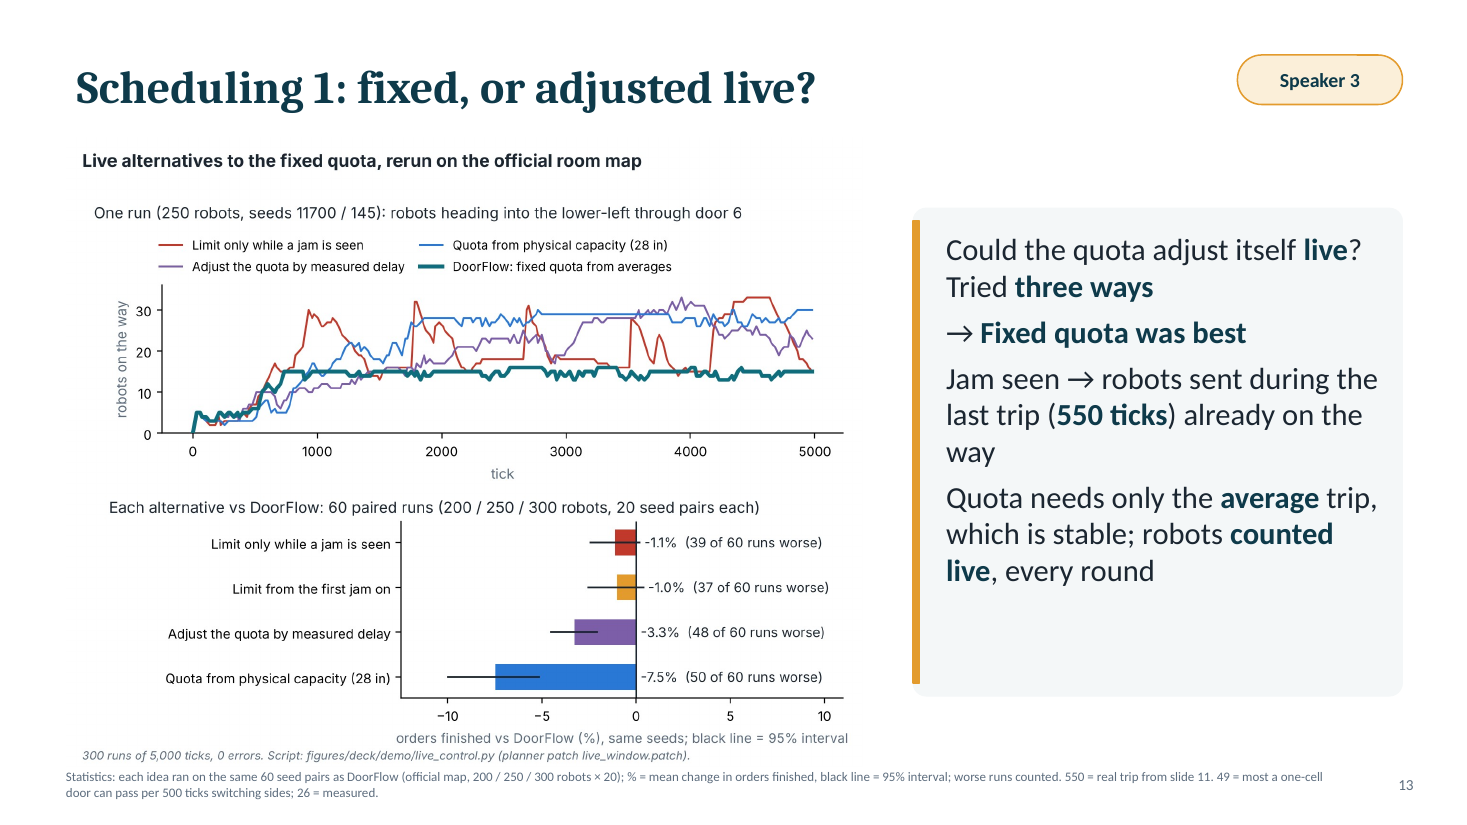 Scheduling 1: fixed, or adjusted live?
Speaker 3
Live alternatives to the fixed quota, rerun on the official room map
One run (250 robots, seeds 11700 / 145): robots heading into the lower-left through door 6
Limit only while a jam is seen
Quota from physical capacity (28 in)
Adjust the quota by measured delay
DoorFlow: fixed quota from averages
robots on the way
30
20
10
0
0 1000 2000 3000 4000 5000
tick
Each alternative vs DoorFlow: 60 paired runs (200 / 250 / 300 robots, 20 seed pairs each)
Limit only while a jam is seen
-1.1% (39 of 60 runs worse)
Limit from the first jam on
-1.0% (37 of 60 runs worse)
Adjust the quota by measured delay
-3.3% (48 of 60 runs worse)
Quota from physical capacity (28 in)
-7.5% (50 of 60 runs worse)
−10 −5 0 5 10
orders finished vs DoorFlow (%), same seeds; black line = 95% interval
300 runs of 5,000 ticks, 0 errors. Script: figures/deck/demo/live_control.py (planner patch live_window.patch).
Could the quota adjust itself live?
Tried three ways
→ Fixed quota was best
Jam seen → robots sent during the
last trip (550 ticks) already on the
way
Quota needs only the average trip,
which is stable; robots counted
live, every round
Statistics: each idea ran on the same 60 seed pairs as DoorFlow (official map, 200 / 250 / 300 robots × 20); % = mean change in orders finished, black line = 95% interval; worse runs counted. 550 = real trip from slide 11. 49 = most a one-cell
door can pass per 500 ticks switching sides; 26 = measured.
13